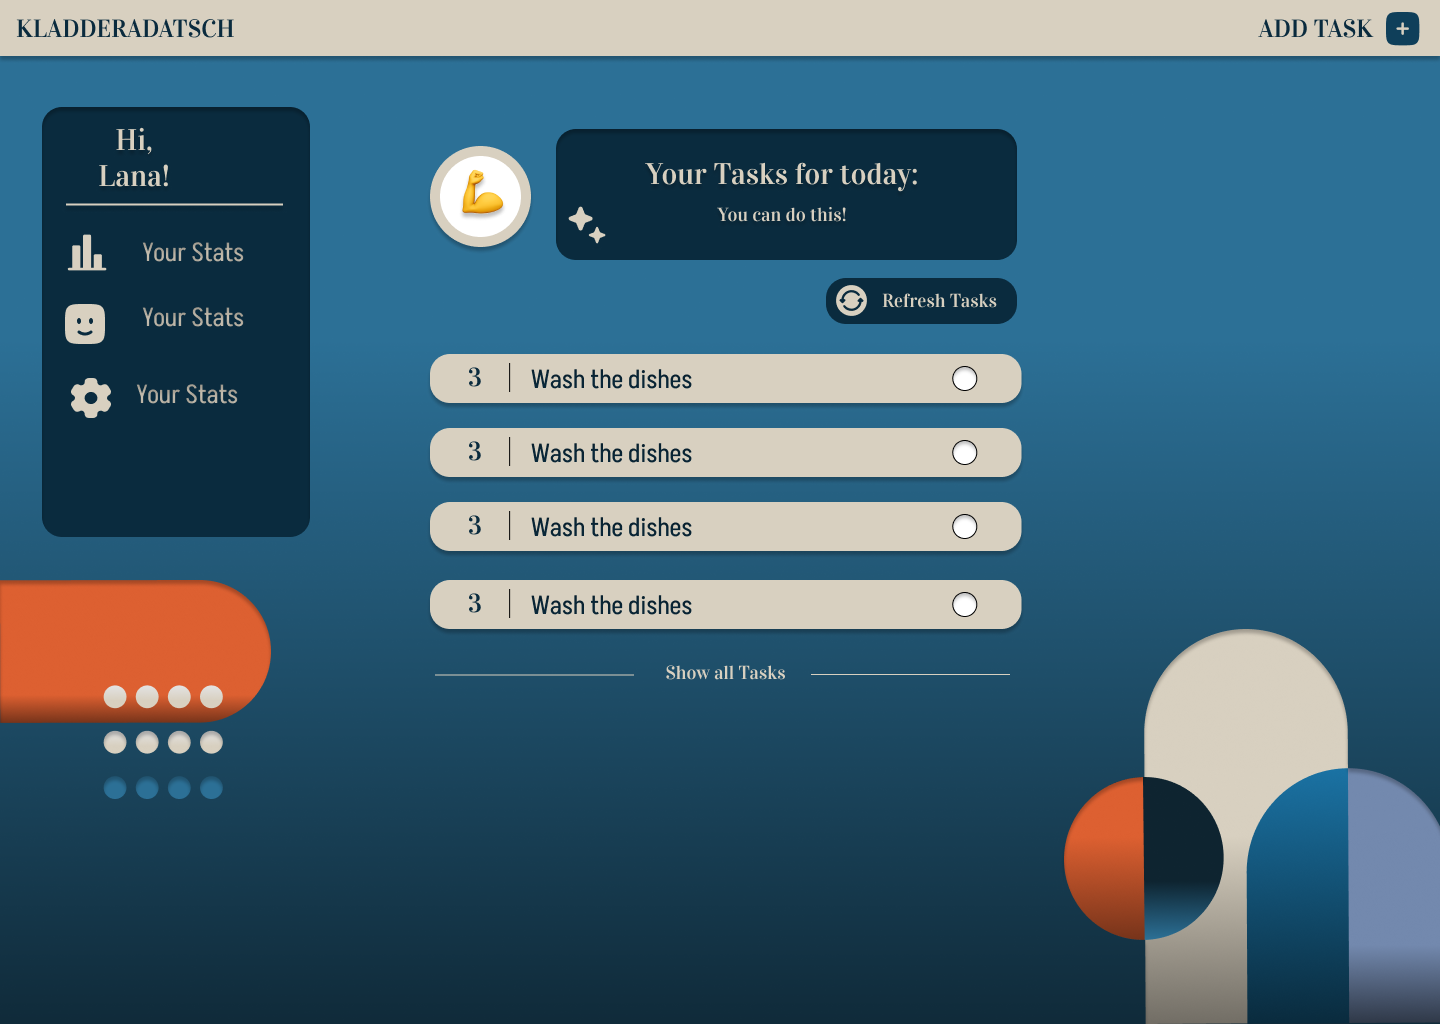 KLADDERADATSCH
ADD TASK
Hi,
Lana!
Your Stats
Your Stats
Your Stats
Your Tasks for today:
You can do this!
Refresh Tasks
3 Wash the dishes
3 Wash the dishes
3 Wash the dishes
3 Wash the dishes
Show all Tasks